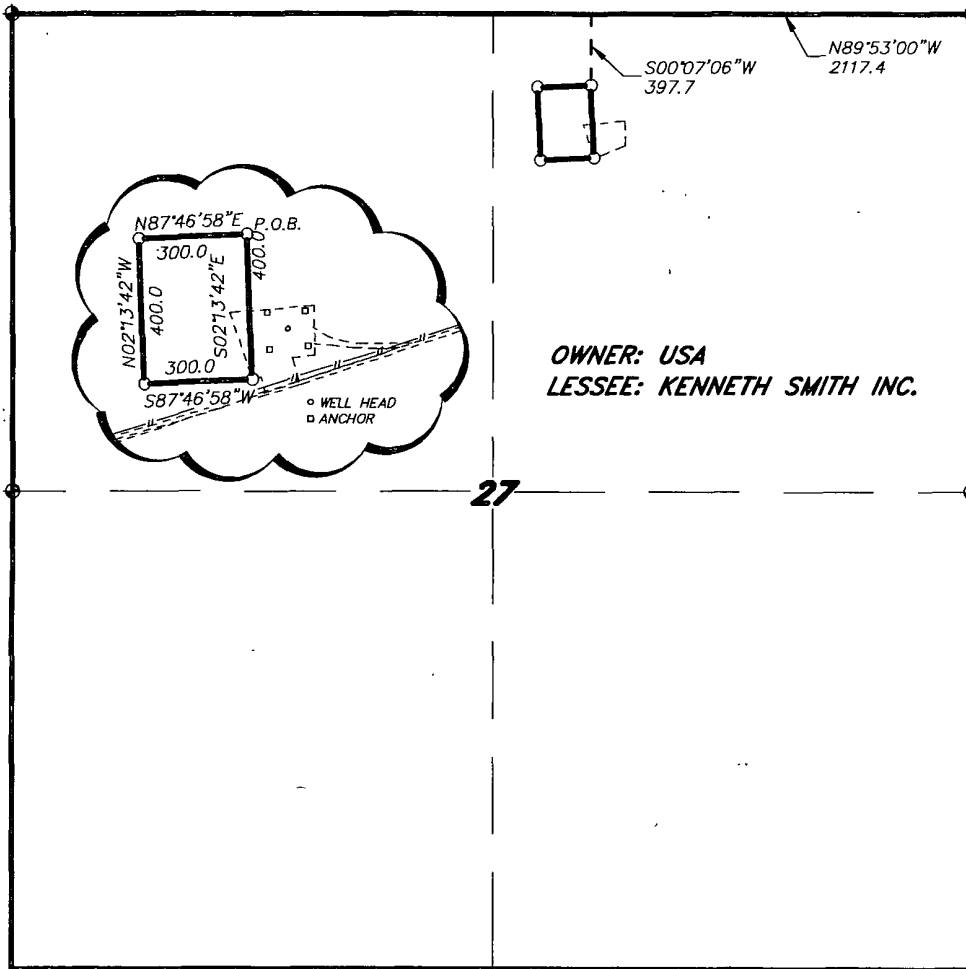 N89°53'00"W
2117.4
S00°07'06"W
397.7
N87°46'58"E P.O.B.
300.0
400.0
S02°13'42"E
N02°13'42"W
400.0
300.0
S87°46'58"W
WELL HEAD
ANCHOR
OWNER: USA
LESSEE: KENNETH SMITH INC.
27